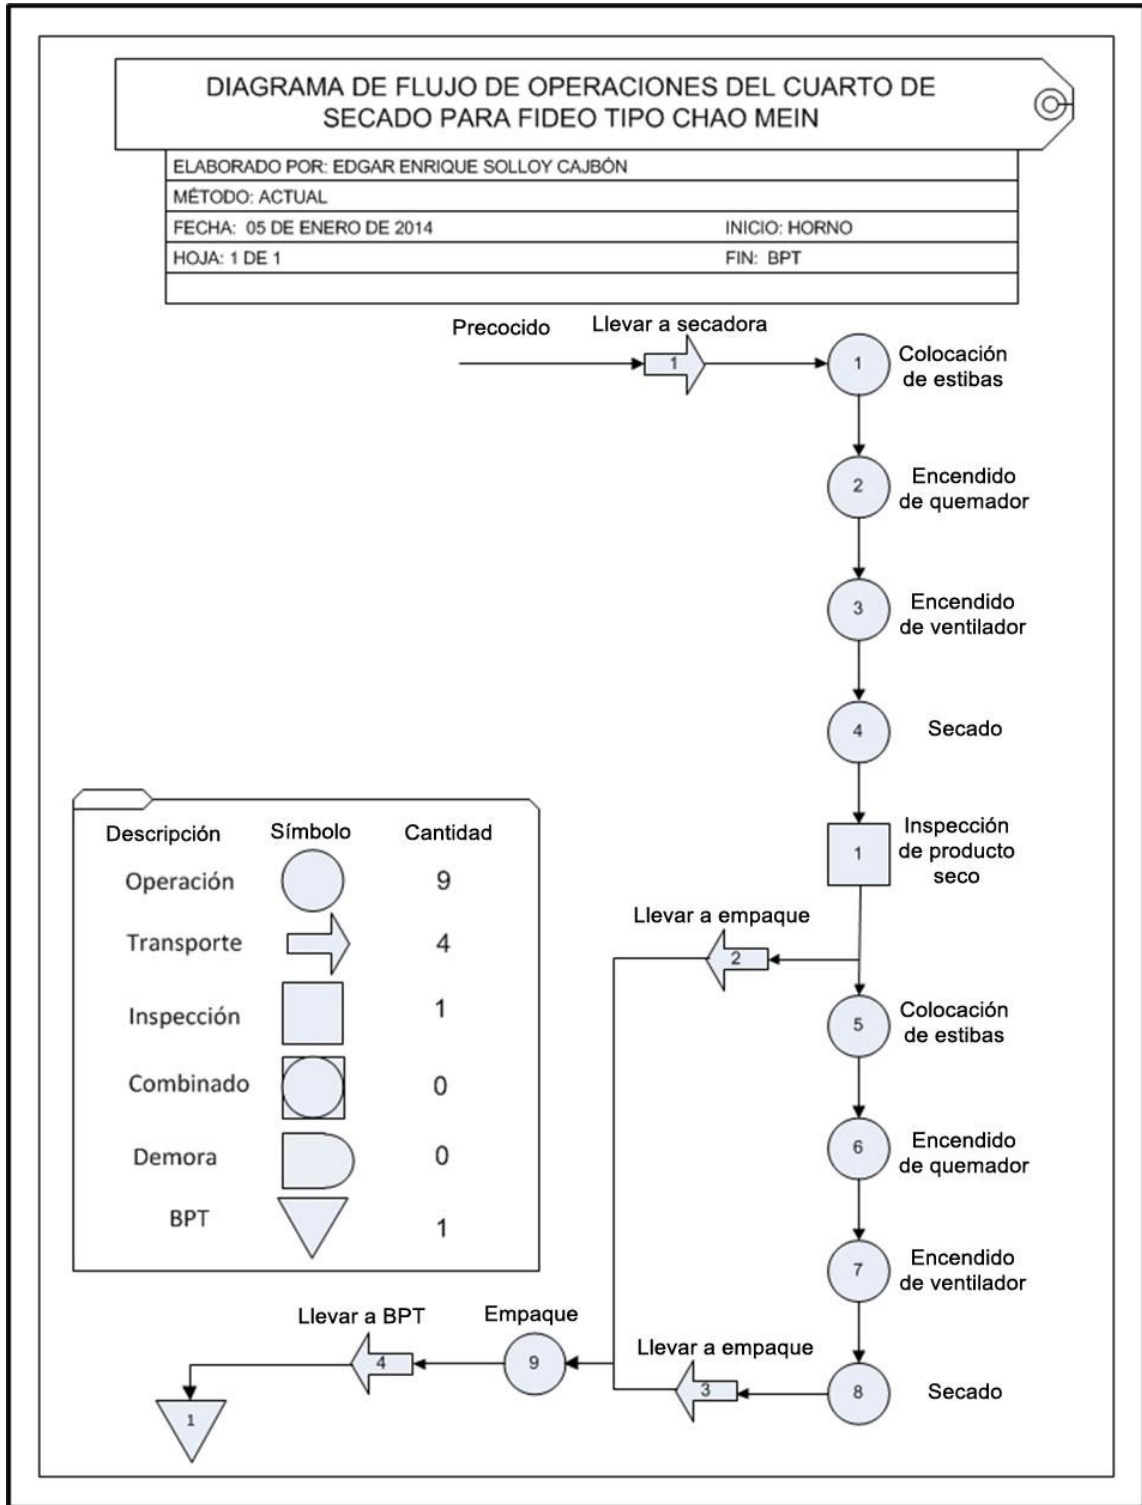 DIAGRAMA DE FLUJO DE OPERACIONES DEL CUARTO DE
SECADO PARA FIDEO TIPO CHAO MEIN
ELABORADO POR: EDGAR ENRIQUE SOLLOY CAJBÓN
MÉTODO: ACTUAL
FECHA: 05 DE ENERO DE 2014 INICIO: HORNO
HOJA: 1 DE 1 FIN: BPT
Precocido
Llevar a secadora
1
1
Colocación
de estibas
2
Encendido
de quemador
3
Encendido
de ventilador
4
Secado
1
Inspección
de producto
seco
Llevar a empaque
2
5
Colocación
de estibas
6
Encendido
de quemador
7
Encendido
de ventilador
8
Secado
Llevar a empaque
3
Empaque
9
Llevar a BPT
4
1
Descripción Símbolo Cantidad
Operación 9
Transporte 4
Inspección 1
Combinado 0
Demora 0
BPT 1